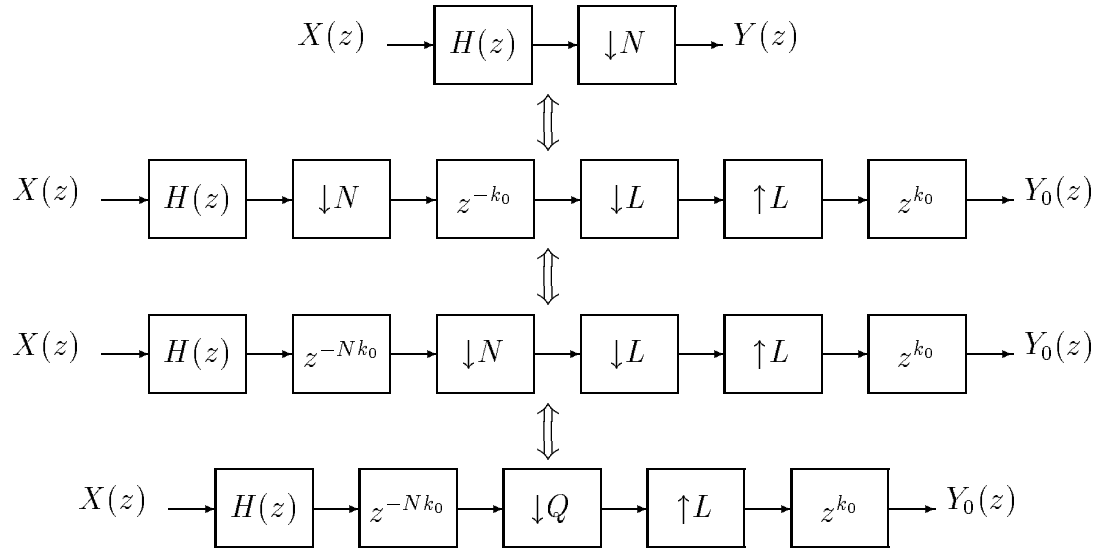 X(z) H(z) ↓N Y(z)
X(z) H(z) ↓N z^{-k_0} ↓L ↑L z^{k_0} Y_0(z)
X(z) H(z) z^{-Nk_0} ↓N ↓L ↑L z^{k_0} Y_0(z)
X(z) H(z) z^{-Nk_0} ↓Q ↑L z^{k_0} Y_0(z)